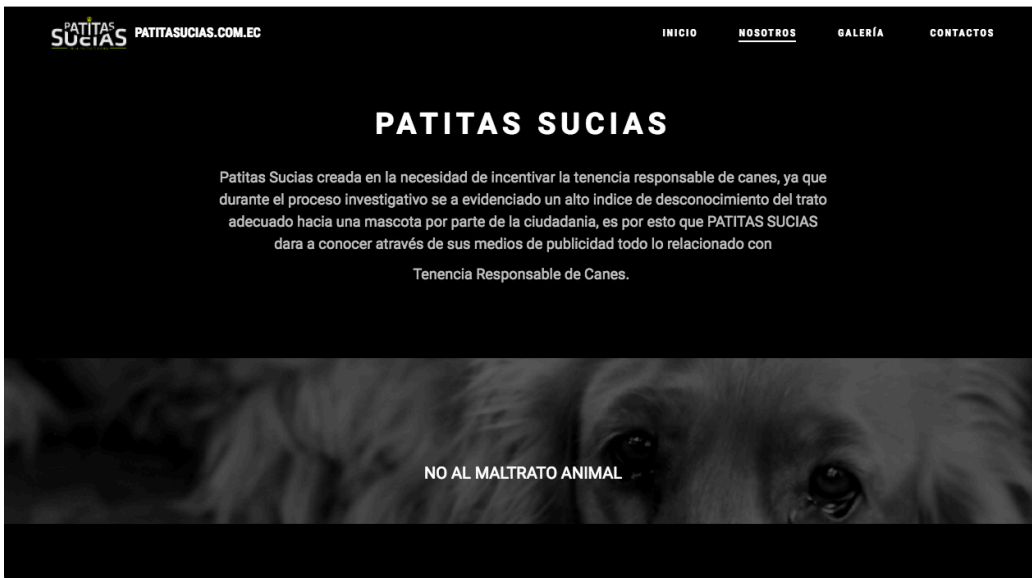 PATITAS
SUCIAS
PATITASUCIAS.COM.EC
INICIO
NOSOTROS
GALERÍA
CONTACTOS
PATITAS SUCIAS
Patitas Sucias creada en la necesidad de incentivar la tenencia responsable de canes, ya que
durante el proceso investigativo se a evidenciado un alto indice de desconocimiento del trato
adecuado hacia una mascota por parte de la ciudadania, es por esto que PATITAS SUCIAS
dara a conocer através de sus medios de publicidad todo lo relacionado con
Tenencia Responsable de Canes.
NO AL MALTRATO ANIMAL